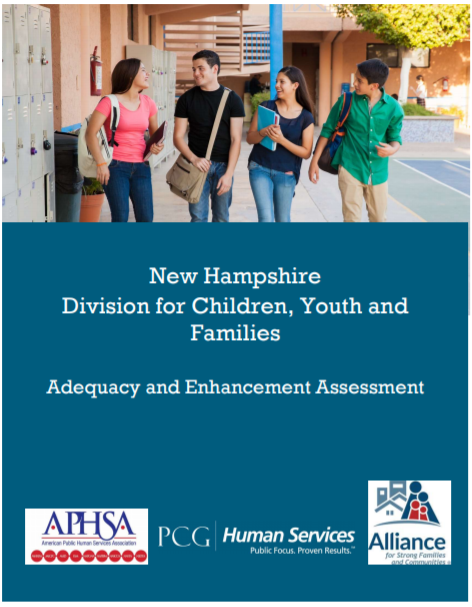 New Hampshire
Division for Children, Youth and
Families
Adequacy and Enhancement Assessment
APHSA
American Public Human Services Association
PCG Human Services
Public Focus. Proven Results.™
Alliance
for Strong Families
and Communities